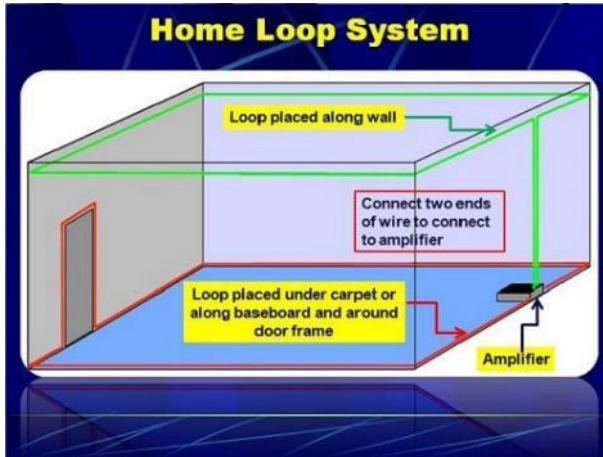 Home Loop System
Loop placed along wall
Connect two ends
of wire to connect
to amplifier
Loop placed under carpet or
along baseboard and around
door frame
Amplifier